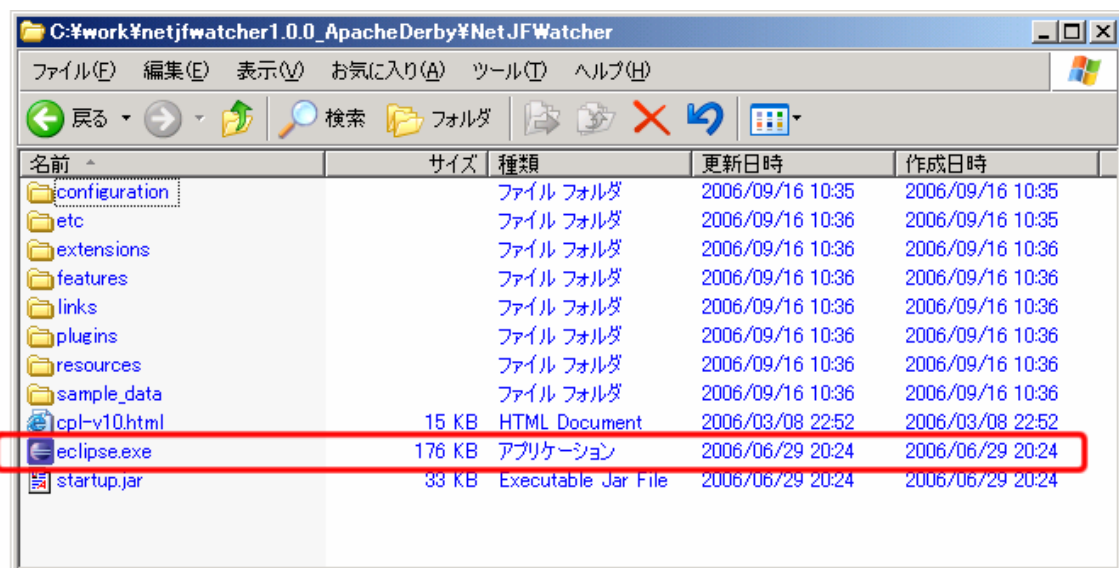 C:¥work¥netjfwatcher1.0.0_ApacheDerby¥NetJFWatcher
ファイル(F) 編集(E) 表示(V) お気に入り(A) ツール(T) ヘルプ(H)
戻る 検索 フォルダ
名前 サイズ 種類 更新日時 作成日時
configuration ファイル フォルダ 2006/09/16 10:35 2006/09/16 10:35
etc ファイル フォルダ 2006/09/16 10:36 2006/09/16 10:35
extensions ファイル フォルダ 2006/09/16 10:36 2006/09/16 10:36
features ファイル フォルダ 2006/09/16 10:36 2006/09/16 10:36
links ファイル フォルダ 2006/09/16 10:36 2006/09/16 10:36
plugins ファイル フォルダ 2006/09/16 10:36 2006/09/16 10:36
resources ファイル フォルダ 2006/09/16 10:36 2006/09/16 10:36
sample_data ファイル フォルダ 2006/09/16 10:36 2006/09/16 10:36
cpl-v10.html 15 KB HTML Document 2006/03/08 22:52 2006/03/08 22:52
eclipse.exe 176 KB アプリケーション 2006/06/29 20:24 2006/06/29 20:24
startup.jar 33 KB Executable Jar File 2006/06/29 20:24 2006/06/29 20:24